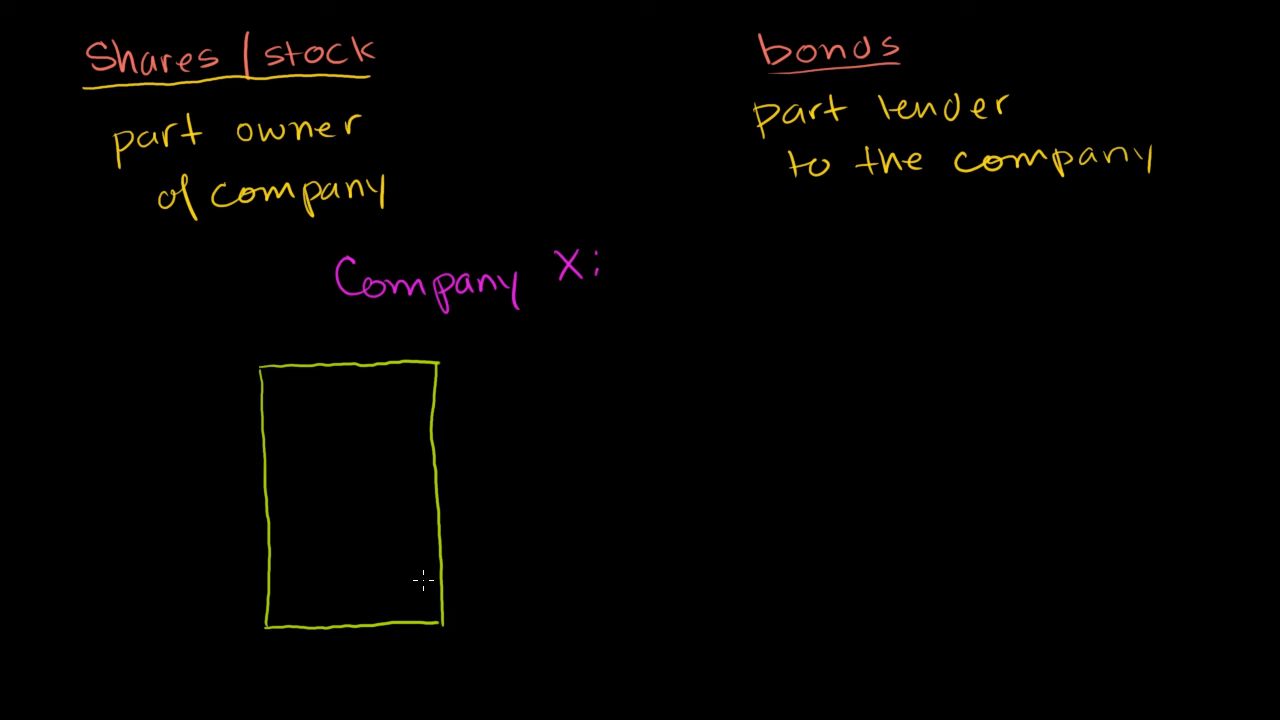 Shares / stock
part owner
of company
bonds
part lender
to the company
Company X: